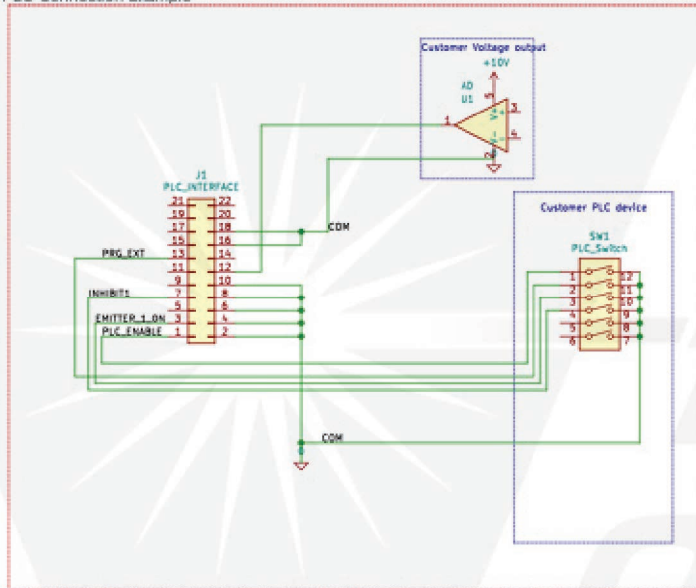 Customer Voltage output
+10V
AD
U1
5
V+
+
3
1
V-
-
4
2
J1
PLC_INTERFACE
21 22
19 20
17 18
15 16
PRG_EXT 13 14
11 12
9 10
INHIBIT1 7 8
5 6
EMITTER_1_ON 3 4
PLC_ENABLE 1 2
COM
Customer PLC device
SW1
PLC_Switch
1 12
2 11
3 10
4 9
5 8
6 7
COM